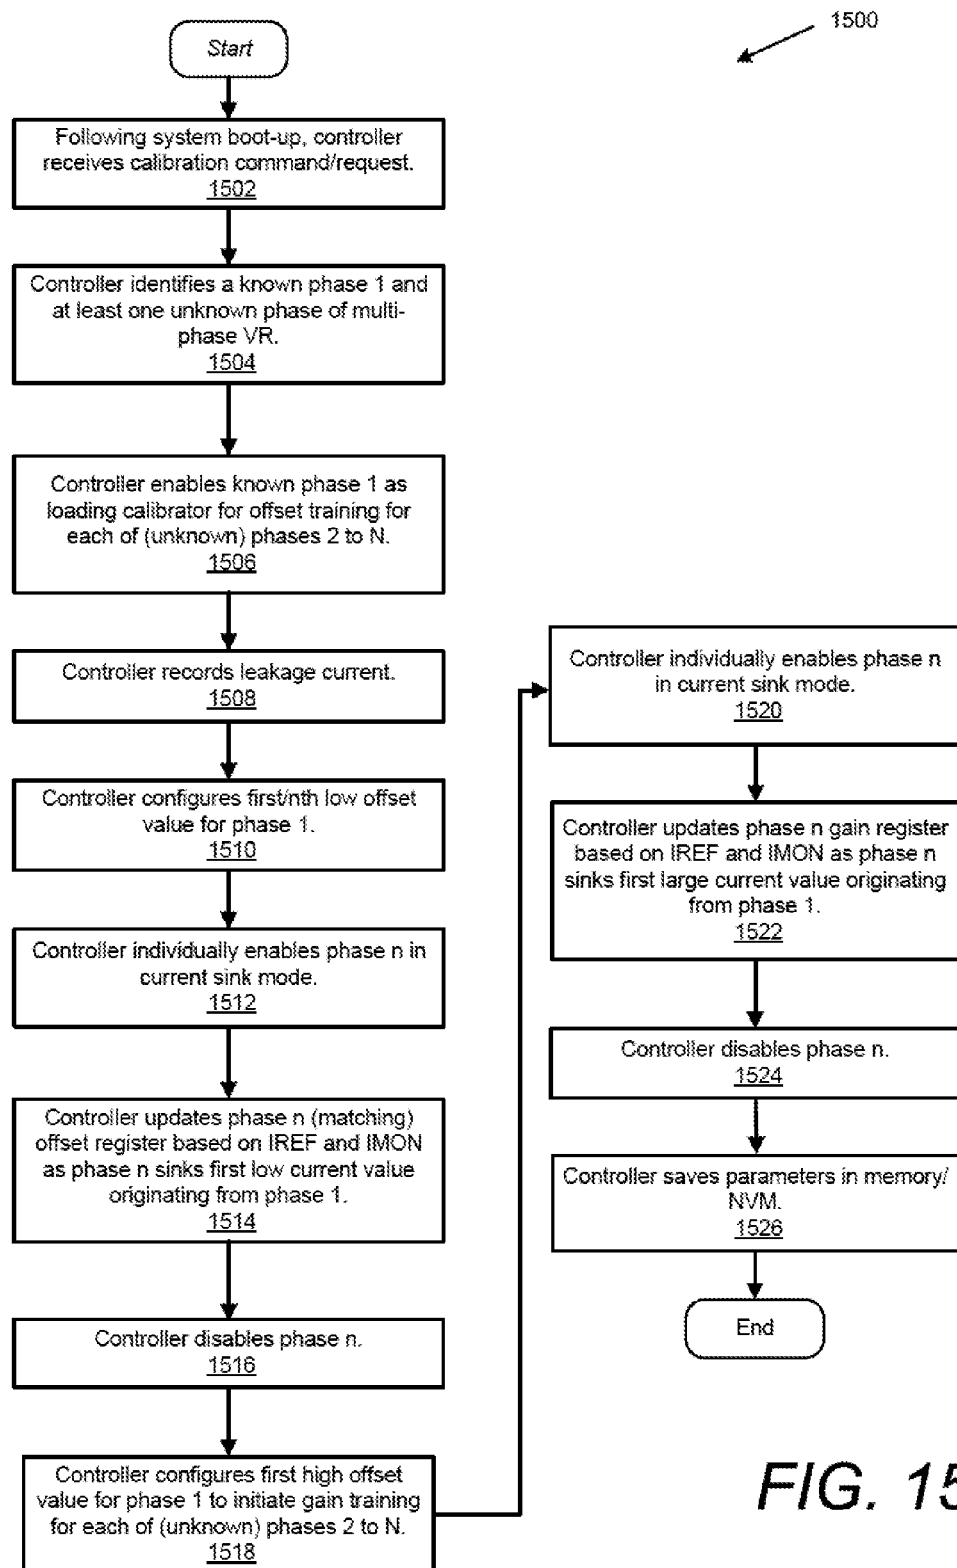 1500
Start
Following system boot-up, controller
receives calibration command/request.
1502
Controller identifies a known phase 1 and
at least one unknown phase of multi-
phase VR.
1504
Controller enables known phase 1 as
loading calibrator for offset training for
each of (unknown) phases 2 to N.
1506
Controller records leakage current.
1508
Controller configures first/nth low offset
value for phase 1.
1510
Controller individually enables phase n in
current sink mode.
1512
Controller updates phase n (matching)
offset register based on IREF and IMON
as phase n sinks first low current value
originating from phase 1.
1514
Controller disables phase n.
1516
Controller configures first high offset
value for phase 1 to initiate gain training
for each of (unknown) phases 2 to N.
1518
Controller individually enables phase n
in current sink mode.
1520
Controller updates phase n gain register
based on IREF and IMON as phase n
sinks first large current value originating
from phase 1.
1522
Controller disables phase n.
1524
Controller saves parameters in memory/
NVM.
1526
End
FIG. 15